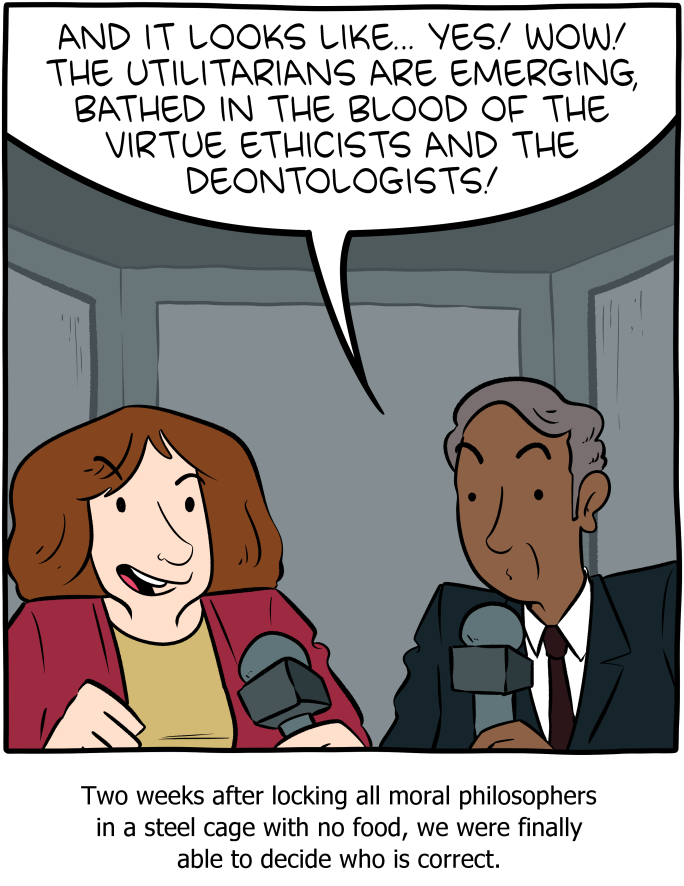 AND IT LOOKS LIKE... YES! WOW!
THE UTILITARIANS ARE EMERGING,
BATHED IN THE BLOOD OF THE
VIRTUE ETHICISTS AND THE
DEONTOLOGISTS!
Two weeks after locking all moral philosophers
in a steel cage with no food, we were finally
able to decide who is correct.